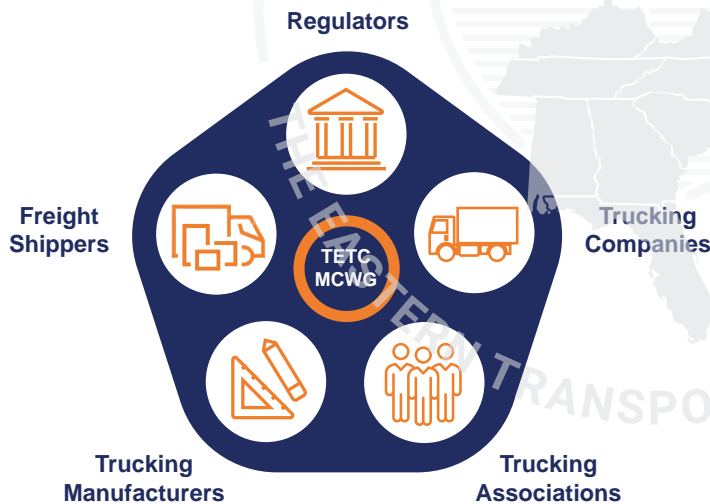 Regulators
Freight
Shippers
Trucking
Companies
TETC
MCWG
THE EASTERN TRANSPO
Trucking
Manufacturers
Trucking
Associations